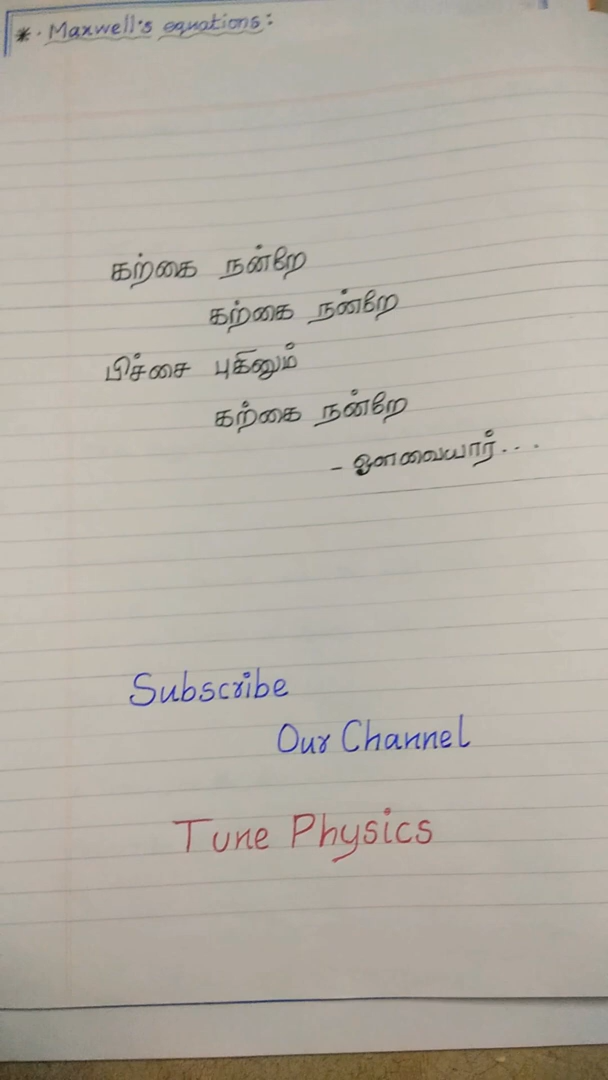 *. Maxwell's equations:
கற்கை நன்றே
கற்கை நன்றே
பிச்சை புகினும்
கற்கை நன்றே
- ஔவையார்...
Subscribe
Our Channel
Tune Physics